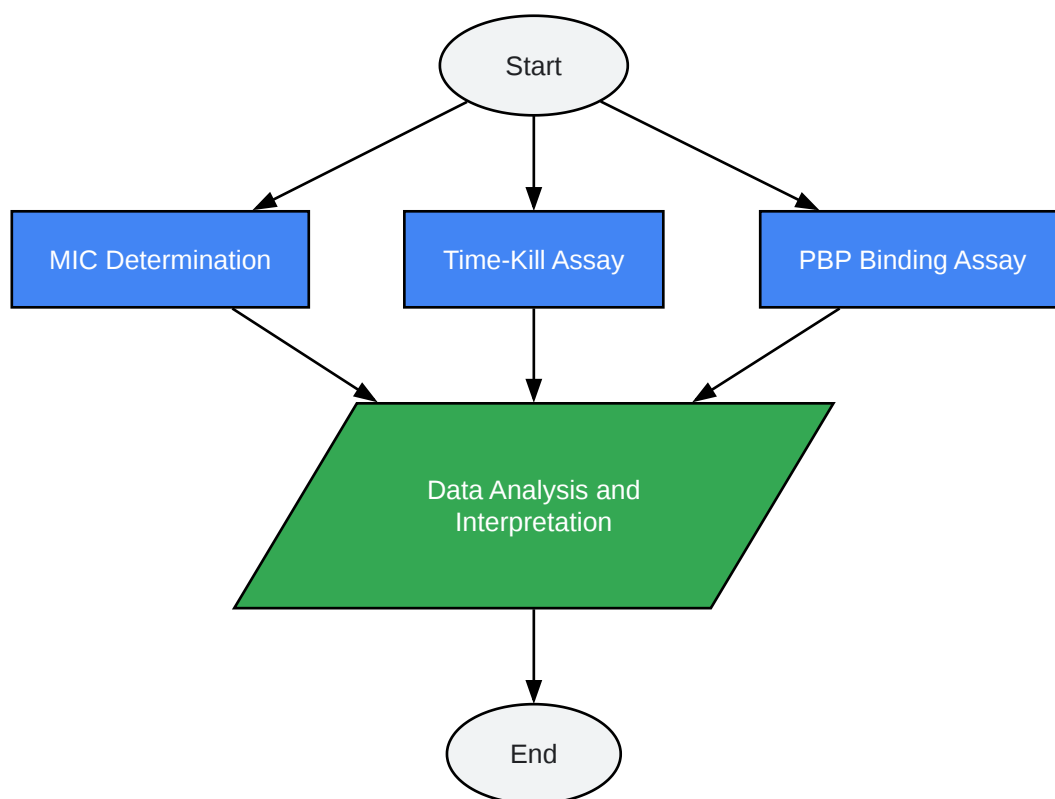 Start
MIC Determination
Time-Kill Assay
PBP Binding Assay
Data Analysis and
Interpretation
End